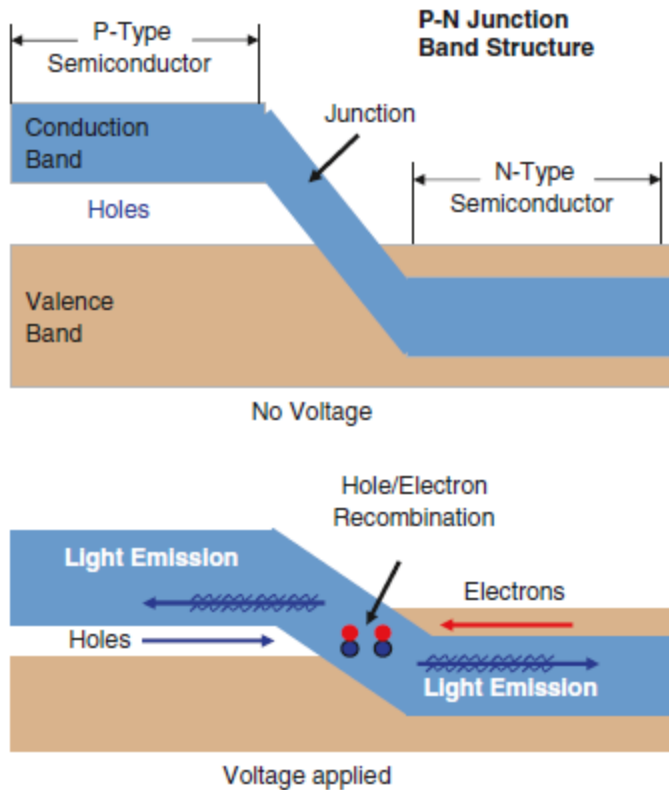 P-Type
Semiconductor
P-N Junction
Band Structure
Conduction
Band
Junction
Holes
N-Type
Semiconductor
Valence
Band
No Voltage
Hole/Electron
Recombination
Light Emission
Electrons
Holes
Light Emission
Voltage applied